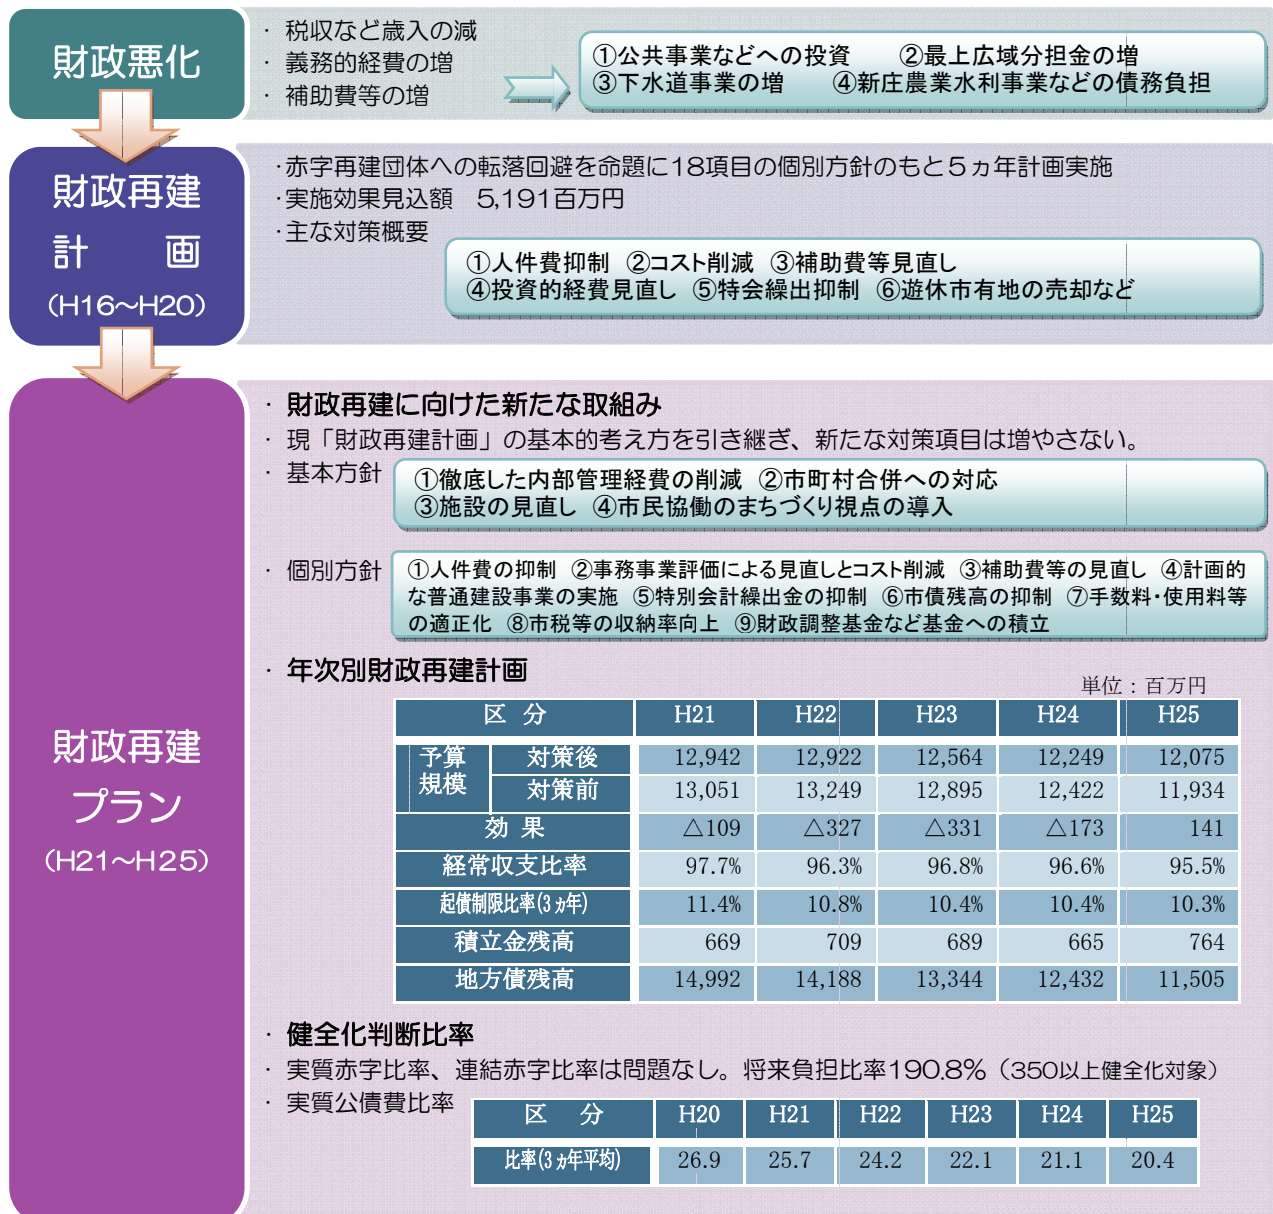 財政悪化
・ 税収など歳入の減
・ 義務的経費の増
・ 補助費等の増
①公共事業などへの投資　　②最上広域分担金の増
③下水道事業の増　　④新庄農業水利事業などの債務負担
財政再建
計　　画
（H16～H20）
・赤字再建団体への転落回避を命題に18項目の個別方針のもと５ヵ年計画実施
・実施効果見込額　5,191百万円
・主な対策概要
①人件費抑制 ②コスト削減 ③補助費等見直し
④投資的経費見直し ⑤特会繰出抑制 ⑥遊休市有地の売却など
財政再建
プラン
（H21～H25）
・ 財政再建に向けた新たな取組み
・ 現「財政再建計画」の基本的考え方を引き継ぎ、新たな対策項目は増やさない。
・ 基本方針
①徹底した内部管理経費の削減 ②市町村合併への対応
③施設の見直し ④市民協働のまちづくり視点の導入
・ 個別方針
①人件費の抑制 ②事務事業評価による見直しとコスト削減 ③補助費等の見直し ④計画的
な普通建設事業の実施 ⑤特別会計繰出金の抑制 ⑥市債残高の抑制 ⑦手数料・使用料等
の適正化 ⑧市税等の収納率向上 ⑨財政調整基金など基金への積立
・ 年次別財政再建計画
単位：百万円
区 分 H21 H22 H23 H24 H25
予算規模 対策後 12,942 12,922 12,564 12,249 12,075
対策前 13,051 13,249 12,895 12,422 11,934
効 果 △109 △327 △331 △173 141
経常収支比率 97.7% 96.3% 96.8% 96.6% 95.5%
起債制限比率(3ヵ年) 11.4% 10.8% 10.4% 10.4% 10.3%
積立金残高 669 709 689 665 764
地方債残高 14,992 14,188 13,344 12,432 11,505
・ 健全化判断比率
・ 実質赤字比率、連結赤字比率は問題なし。将来負担比率190.8%（350以上健全化対象）
・ 実質公債費比率
区 分 H20 H21 H22 H23 H24 H25
比率(3ヵ年平均) 26.9 25.7 24.2 22.1 21.1 20.4